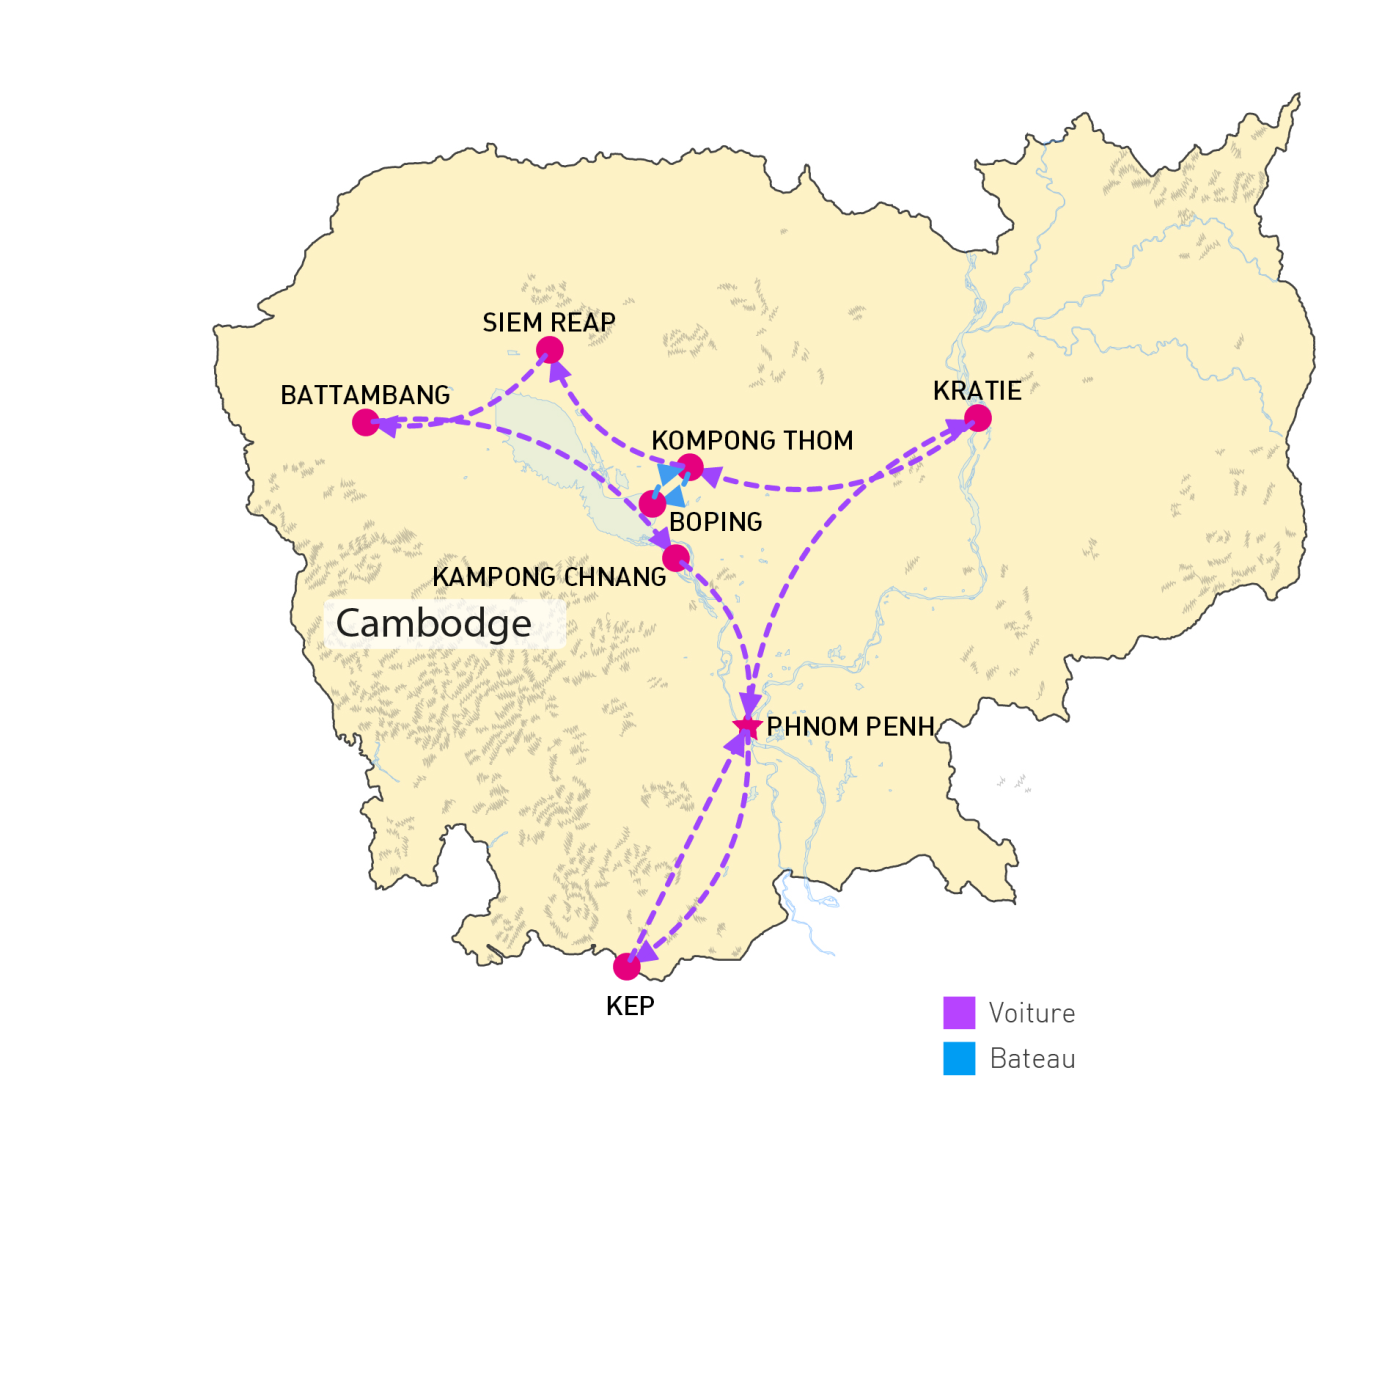 SIEM REAP
BATTAMBANG
KRATIE
KOMPONG THOM
BOPING
KAMPONG CHNANG
Cambodge
PHNOM PENH
KEP
Voiture
Bateau